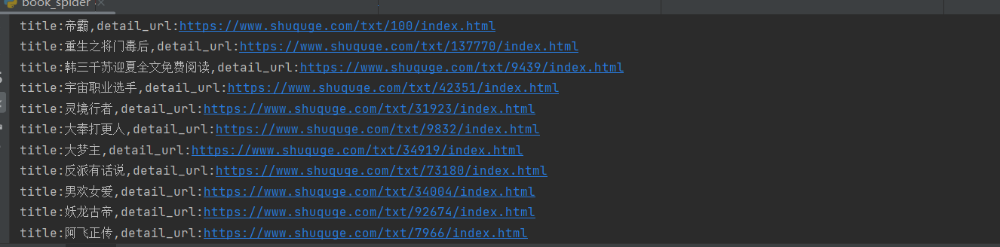 book_spider
title:帝霸,detail_url:https://www.shuquge.com/txt/100/index.html
title:重生之将门毒后,detail_url:https://www.shuquge.com/txt/137770/index.html
title:韩三千苏迎夏全文免费阅读,detail_url:https://www.shuquge.com/txt/9439/index.html
title:宇宙职业选手,detail_url:https://www.shuquge.com/txt/42351/index.html
title:灵境行者,detail_url:https://www.shuquge.com/txt/31923/index.html
title:大奉打更人,detail_url:https://www.shuquge.com/txt/9832/index.html
title:大梦主,detail_url:https://www.shuquge.com/txt/34919/index.html
title:反派有话说,detail_url:https://www.shuquge.com/txt/73180/index.html
title:男欢女爱,detail_url:https://www.shuquge.com/txt/34004/index.html
title:妖龙古帝,detail_url:https://www.shuquge.com/txt/92674/index.html
title:阿飞正传,detail_url:https://www.shuquge.com/txt/7966/index.html